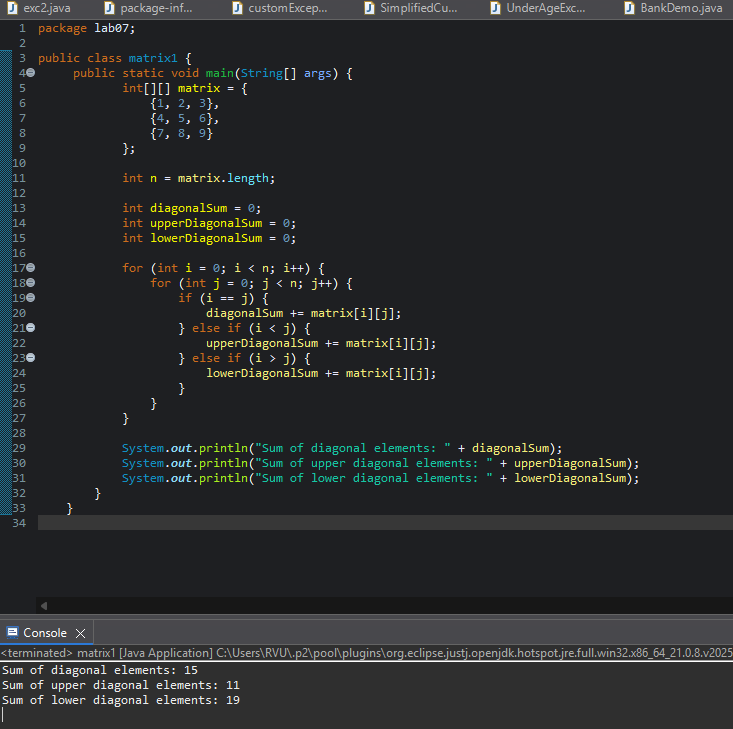 exc2.java package-inf... customExcep... SimplifiedCu... UnderAgeExc... BankDemo.java
1 package lab07;
2
3 public class matrix1 {
4 public static void main(String[] args) {
5 int[][] matrix = {
6 {1, 2, 3},
7 {4, 5, 6},
8 {7, 8, 9}
9 };
10
11 int n = matrix.length;
12
13 int diagonalSum = 0;
14 int upperDiagonalSum = 0;
15 int lowerDiagonalSum = 0;
16
17 for (int i = 0; i < n; i++) {
18 for (int j = 0; j < n; j++) {
19 if (i == j) {
20 diagonalSum += matrix[i][j];
21 } else if (i < j) {
22 upperDiagonalSum += matrix[i][j];
23 } else if (i > j) {
24 lowerDiagonalSum += matrix[i][j];
25 }
26 }
27 }
28
29 System.out.println("Sum of diagonal elements: " + diagonalSum);
30 System.out.println("Sum of upper diagonal elements: " + upperDiagonalSum);
31 System.out.println("Sum of lower diagonal elements: " + lowerDiagonalSum);
32 }
33 }
34
Console
<terminated> matrix1 [Java Application] C:\Users\RVU\.p2\pool\plugins\org.eclipse.justj.openjdk.hotspot.jre.full.win32.x86_64_21.0.8.v2025
Sum of diagonal elements: 15
Sum of upper diagonal elements: 11
Sum of lower diagonal elements: 19